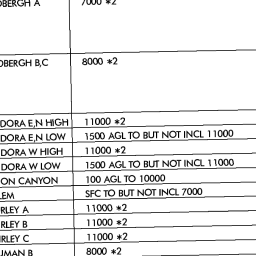 DBERGH A 7000 *2
DBERGH B,C 8000 *2
DORA E,N HIGH 11000 *2
DORA E,N LOW 1500 AGL TO BUT NOT INCL 11000
DORA W HIGH 11000 *2
DORA W LOW 1500 AGL TO BUT NOT INCL 11000
ON CANYON 100 AGL TO 10000
LEM SFC TO BUT NOT INCL 7000
RLEY A 11000 *2
RLEY B 11000 *2
RLEY C 11000 *2
UMAN B 8000 *2